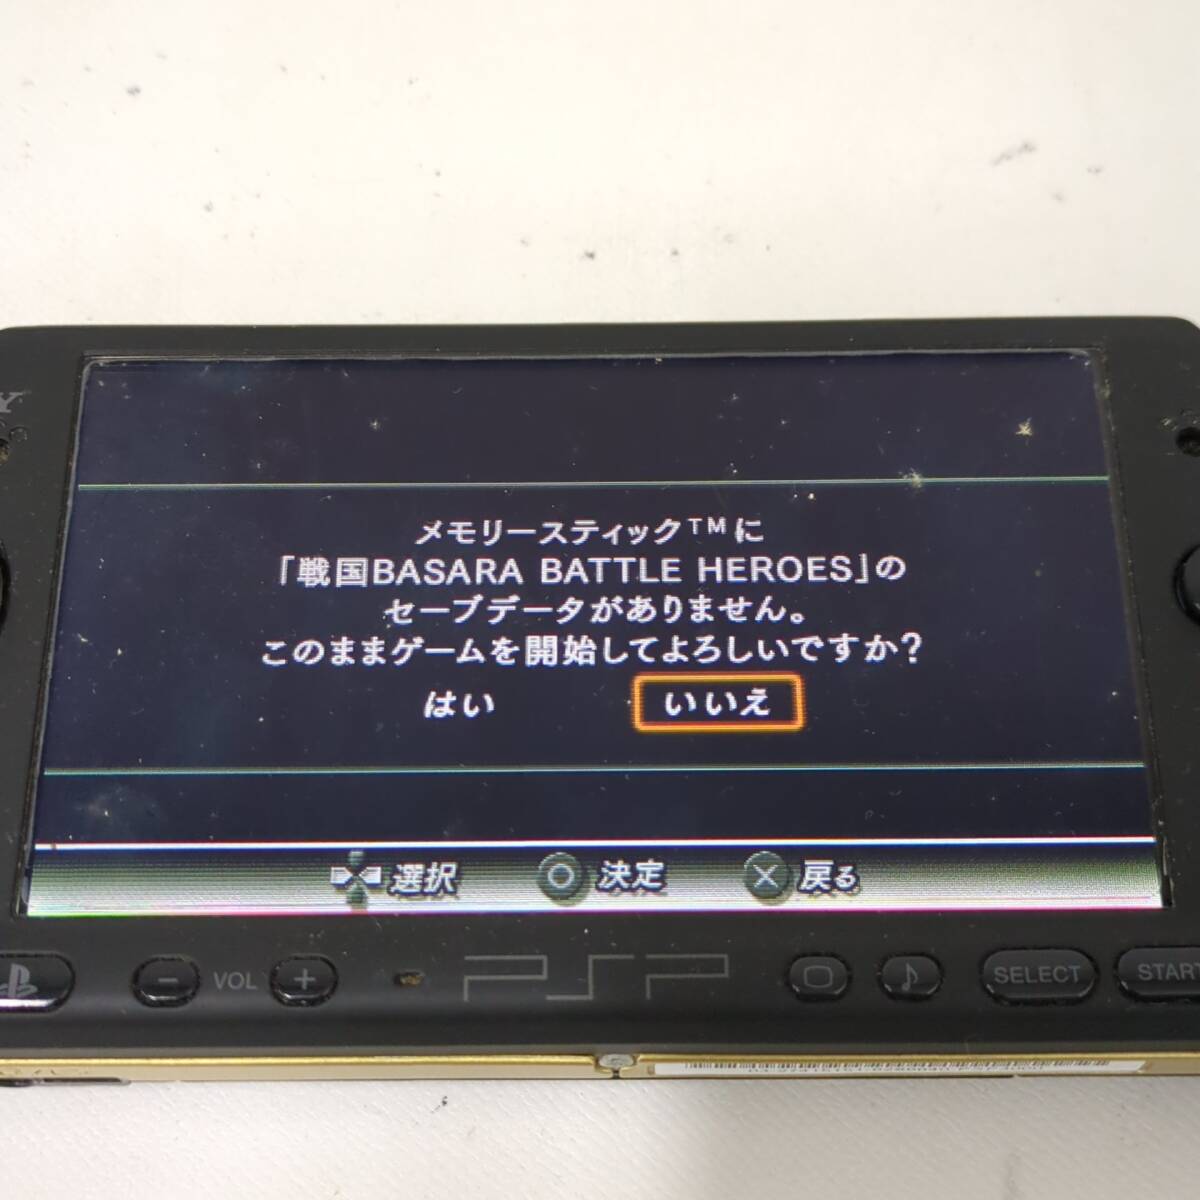 メモリースティック™に
「戦国BASARA BATTLE HEROES」の
セーブデータがありません。
このままゲームを開始してよろしいですか?
はい いいえ
選択 決定 戻る
− VOL + PSP SELECT START